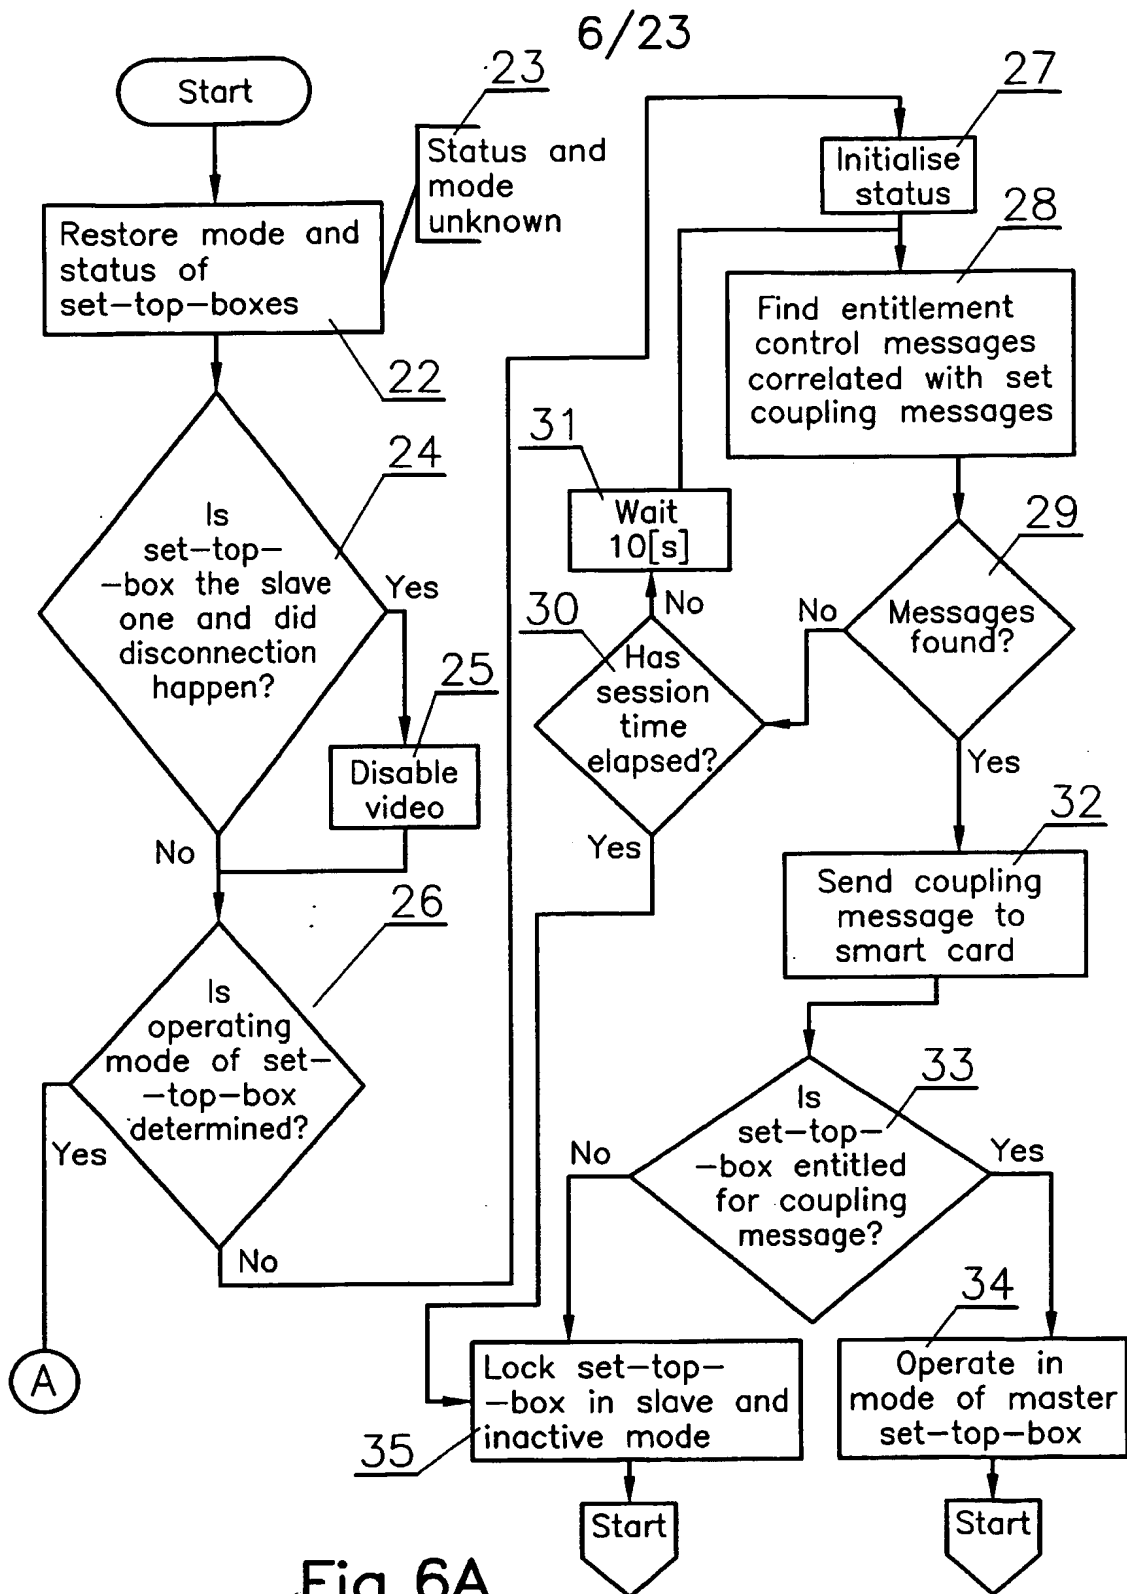 6/23
Start
23
Status and
mode
unknown
Restore mode and
status of
set-top-boxes
22
24
Is
set-top-
-box the slave
one and did
disconnection
happen?
Yes
25
Disable
video
No
26
Is
operating
mode of set-
-top-box
determined?
Yes
No
A
27
Initialise
status
28
Find entitlement
control messages
correlated with set
coupling messages
31
Wait
10[s]
29
Messages
found?
No
30
No
Has
session
time
elapsed?
Yes
Yes
32
Send coupling
message to
smart card
33
Is
set-top-
-box entitled
for coupling
message?
No
Yes
34
Operate in
mode of master
set-top-box
Lock set-top-
-box in slave and
inactive mode
35
Start
Start
Fig 6A